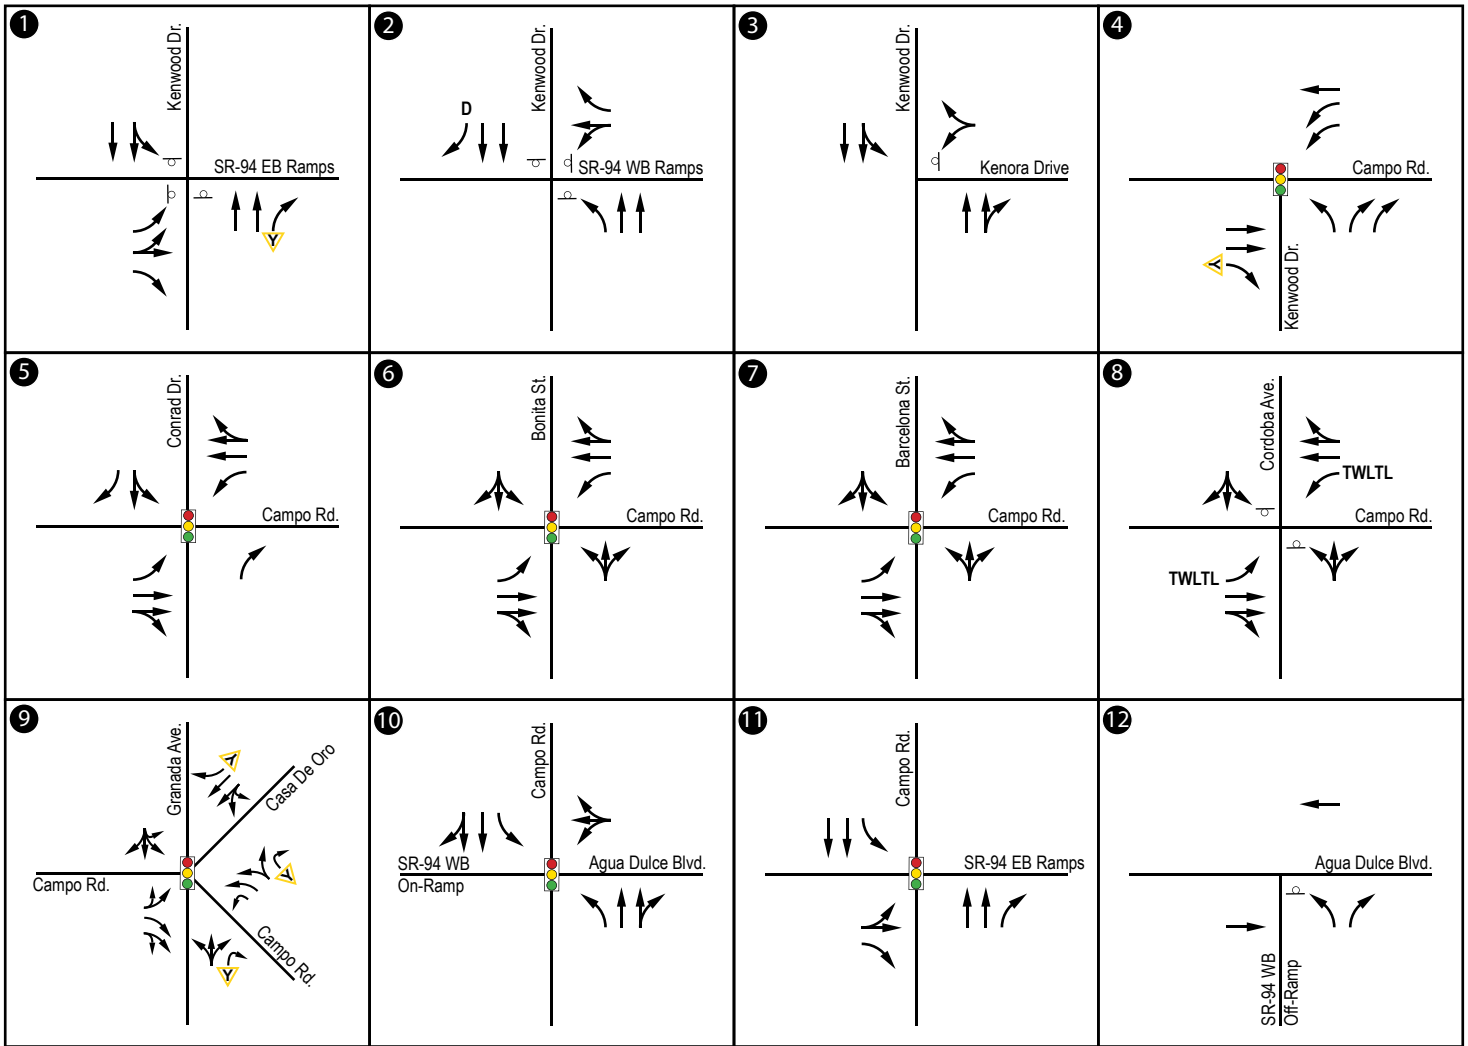 1
Kenwood Dr.
SR-94 EB Ramps
Y
2
Kenwood Dr.
D
SR-94 WB Ramps
3
Kenwood Dr.
Kenora Drive
4
Campo Rd.
Y
Kenwood Dr.
5
Conrad Dr.
Campo Rd.
6
Bonita St.
Campo Rd.
7
Barcelona St.
Campo Rd.
8
Cordoba Ave.
TWLTL
Campo Rd.
TWLTL
9
Granada Ave.
Y
Casa De Oro
Campo Rd.
Y
Campo Rd.
Y
10
Campo Rd.
SR-94 WB
On-Ramp
Agua Dulce Blvd.
11
Campo Rd.
SR-94 EB Ramps
12
Agua Dulce Blvd.
SR-94 WB
Off-Ramp